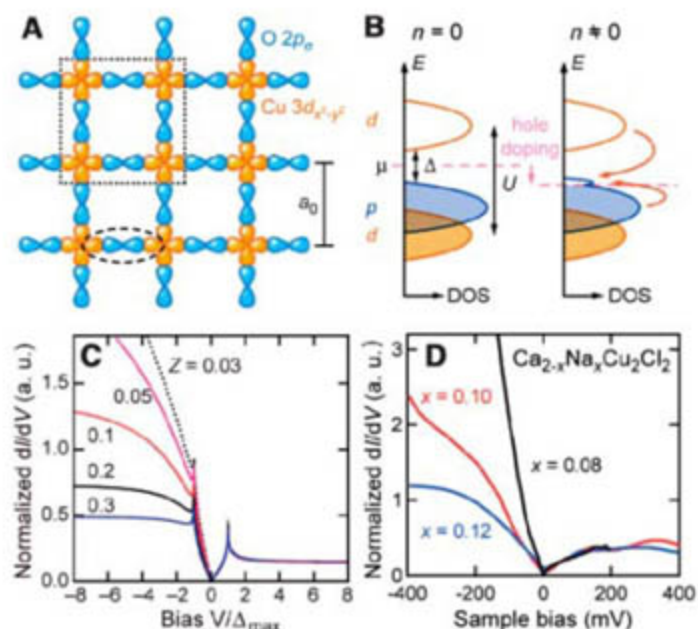 A
O 2pσ
Cu 3dx²-y²
a0
B
n = 0
n ≠ 0
E
E
d
hole
doping
μ
Δ
U
p
d
DOS
DOS
C
Normalized dI/dV (a. u.)
1.5
1.0
0.5
0.0
Z = 0.03
0.05
0.1
0.2
0.3
−8 −6 −4 −2 0 2 4 6 8
Bias V/Δmax
D
Ca2-xNaxCu2Cl2
Normalized dI/dV (a. u.)
3
2
1
0
x = 0.10
x = 0.08
x = 0.12
−400 −200 0 200 400
Sample bias (mV)